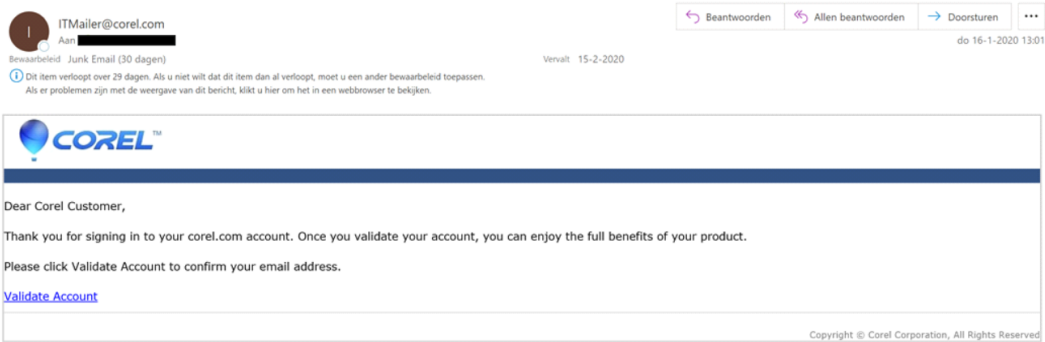 I
ITMailer@corel.com
Beantwoorden
Allen beantwoorden
Doorsturen
...
Aan
do 16-1-2020 13:01
Bewaarbeleid Junk Email (30 dagen)
Vervalt 15-2-2020
Dit item verloopt over 29 dagen. Als u niet wilt dat dit item dan al verloopt, moet u een ander bewaarbeleid toepassen.
Als er problemen zijn met de weergave van dit bericht, klikt u hier om het in een webbrowser te bekijken.
COREL™
Dear Corel Customer,
Thank you for signing in to your corel.com account. Once you validate your account, you can enjoy the full benefits of your product.
Please click Validate Account to confirm your email address.
Validate Account
Copyright © Corel Corporation, All Rights Reserved